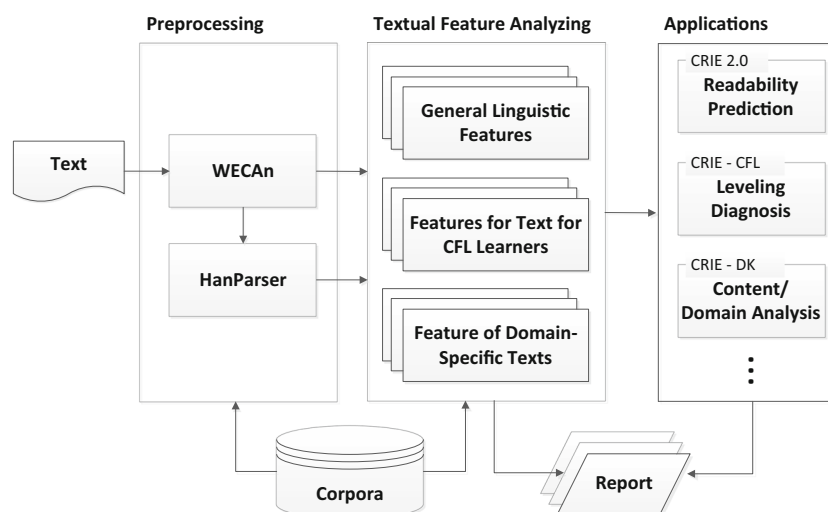 Preprocessing
Textual Feature Analyzing
Applications
Text
WECAn
HanParser
General Linguistic
Features
Features for Text for
CFL Learners
Feature of Domain-
Specific Texts
CRIE 2.0
Readability
Prediction
CRIE - CFL
Leveling
Diagnosis
CRIE - DK
Content/
Domain Analysis
Corpora
Report